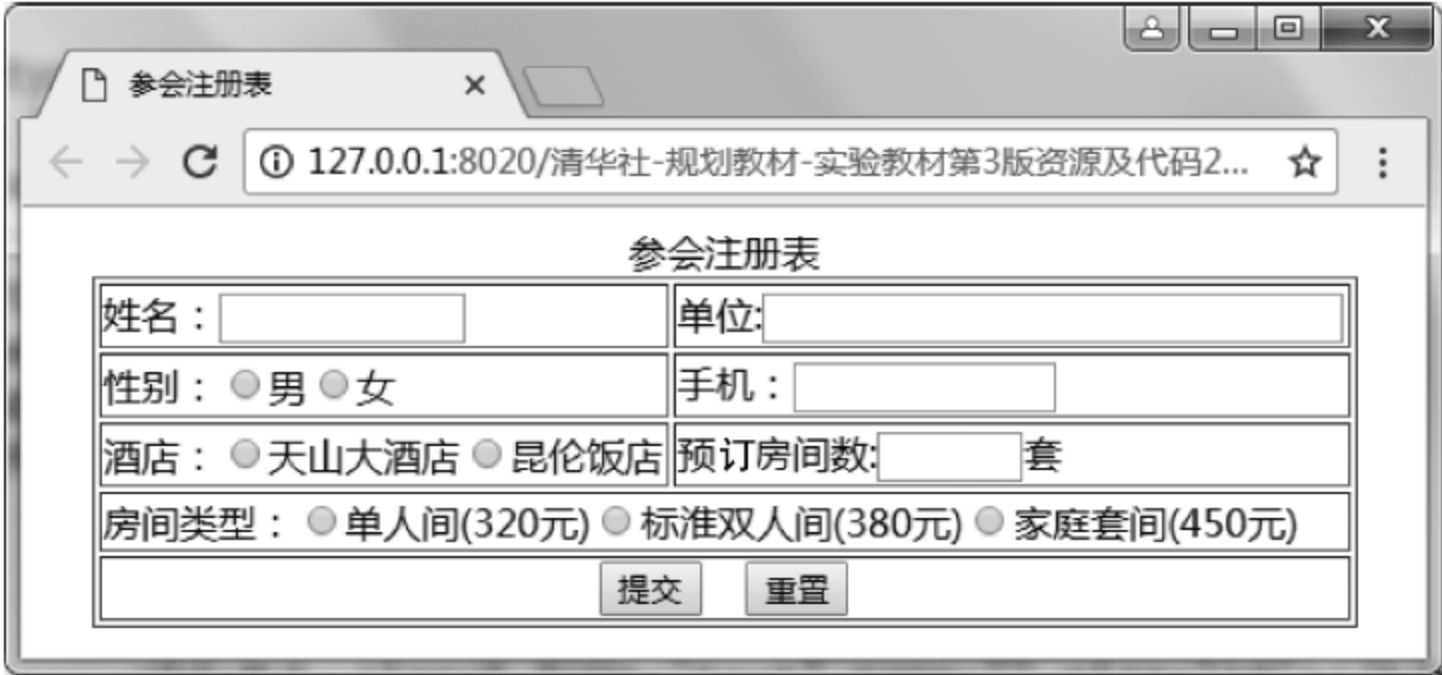 参会注册表
127.0.0.1:8020/清华社-规划教材-实验教材第3版资源及代码2...
参会注册表
姓名： 单位:
性别： 男 女 手机：
酒店： 天山大酒店 昆伦饭店 预订房间数: 套
房间类型： 单人间(320元) 标准双人间(380元) 家庭套间(450元)
提交 重置